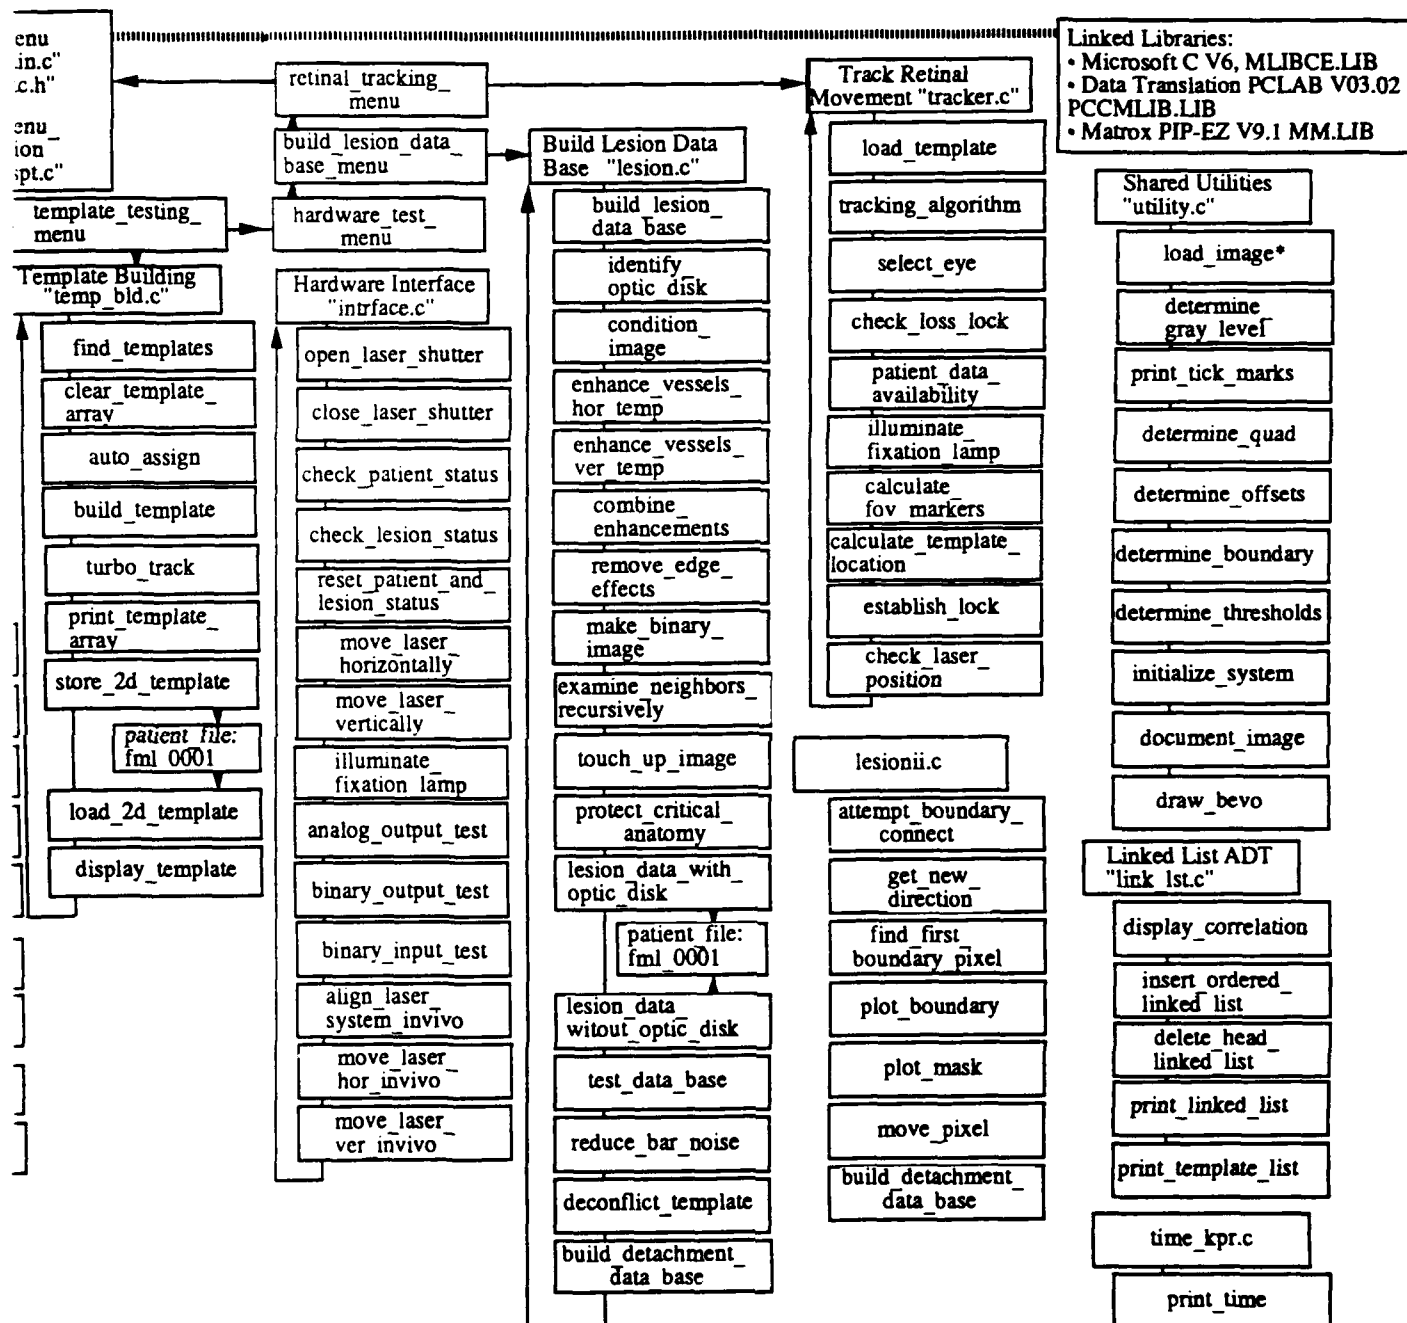 enu
in.c"
c.h"
enu_
ion
spt.c"
template_testing_
menu
Template Building
"temp_bld.c"
find_templates
clear_template_
array
auto_assign
build_template
turbo_track
print_template_
array
store_2d_template
patient_file:
fml_0001
load_2d_template
display_template
retinal_tracking_
menu
build_lesion_data_
base_menu
hardware_test_
menu
Hardware Interface
"intrface.c"
open_laser_shutter
close_laser_shutter
check_patient_status
check_lesion_status
reset_patient_and_
lesion_status
move_laser_
horizontally
move_laser_
vertically
illuminate_
fixation_lamp
analog_output_test
binary_output_test
binary_input_test
align_laser_
system_invivo
move_laser_
hor_invivo
move_laser_
ver_invivo
Build Lesion Data
Base "lesion.c"
build_lesion_
data_base
identify_
optic_disk
condition_
image
enhance_vessels_
hor_temp
enhance_vessels_
ver_temp
combine_
enhancements
remove_edge_
effects
make_binary_
image
examine_neighbors_
recursively
touch_up_image
protect_critical_
anatomy
lesion_data_with_
optic_disk
patient_file:
fml_0001
lesion_data_
witout_optic_disk
test_data_base
reduce_bar_noise
deconflict_template
build_detachment_
data_base
Track Retinal
Movement "tracker.c"
load_template
tracking_algorithm
select_eye
check_loss_lock
patient_data_
availability
illuminate_
fixation_lamp
calculate_
fov_markers
calculate_template_
location
establish_lock
check_laser_
position
lesionii.c
attempt_boundary_
connect
get_new_
direction
find_first_
boundary_pixel
plot_boundary
plot_mask
move_pixel
build_detachment_
data_base
Linked Libraries:
• Microsoft C V6, MLIBCE.LIB
• Data Translation PCLAB V03.02
PCCMLIB.LIB
• Matrox PIP-EZ V9.1 MM.LIB
Shared Utilities
"utility.c"
load_image*
determine_
gray_level
print_tick_marks
determine_quad
determine_offsets
determine_boundary
determine_thresholds
initialize_system
document_image
draw_bevo
Linked List ADT
"link_lst.c"
display_correlation
insert_ordered_
linked_list
delete_head_
linked_list
print_linked_list
print_template_list
time_kpr.c
print_time